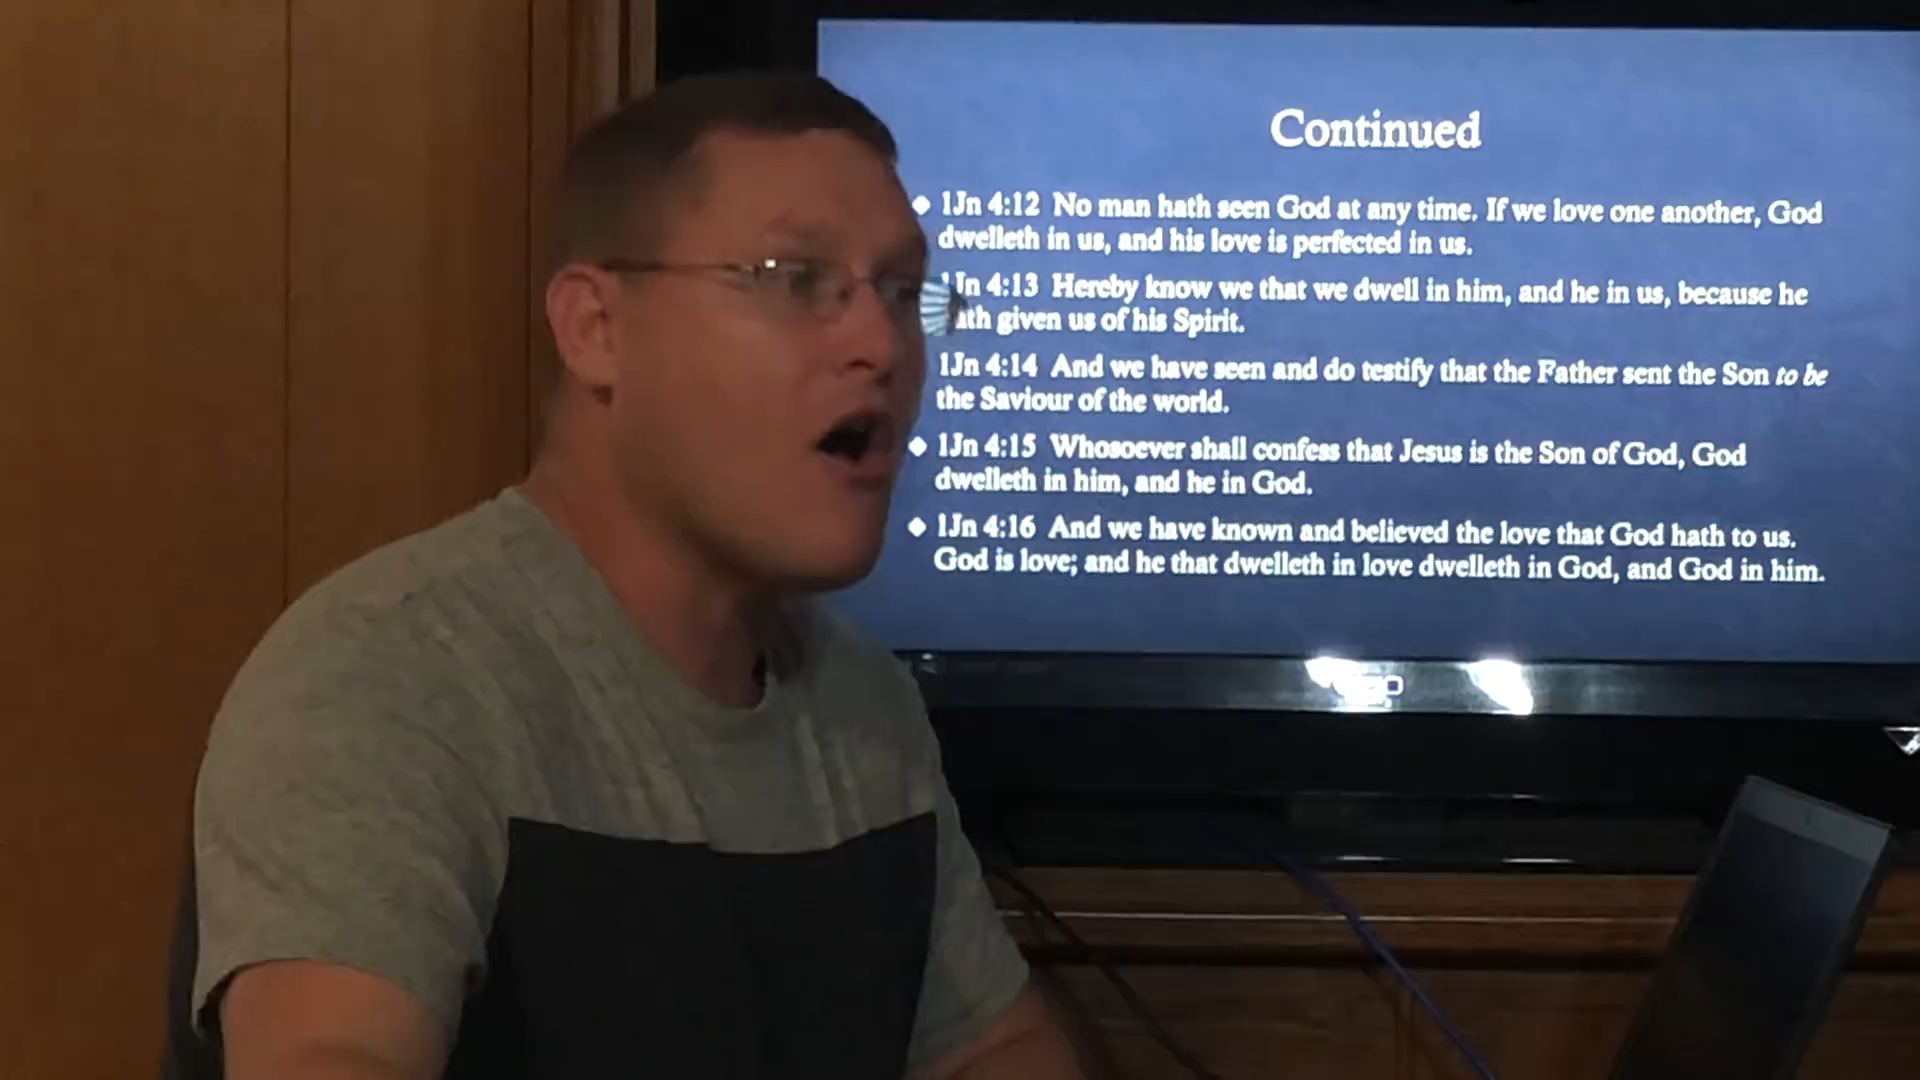 Continued
1Jn 4:12 No man hath seen God at any time. If we love one another, God
dwelleth in us, and his love is perfected in us.
1Jn 4:13 Hereby know we that we dwell in him, and he in us, because he
hath given us of his Spirit.
1Jn 4:14 And we have seen and do testify that the Father sent the Son to be
the Saviour of the world.
1Jn 4:15 Whosoever shall confess that Jesus is the Son of God, God
dwelleth in him, and he in God.
1Jn 4:16 And we have known and believed the love that God hath to us.
God is love; and he that dwelleth in love dwelleth in God, and God in him.